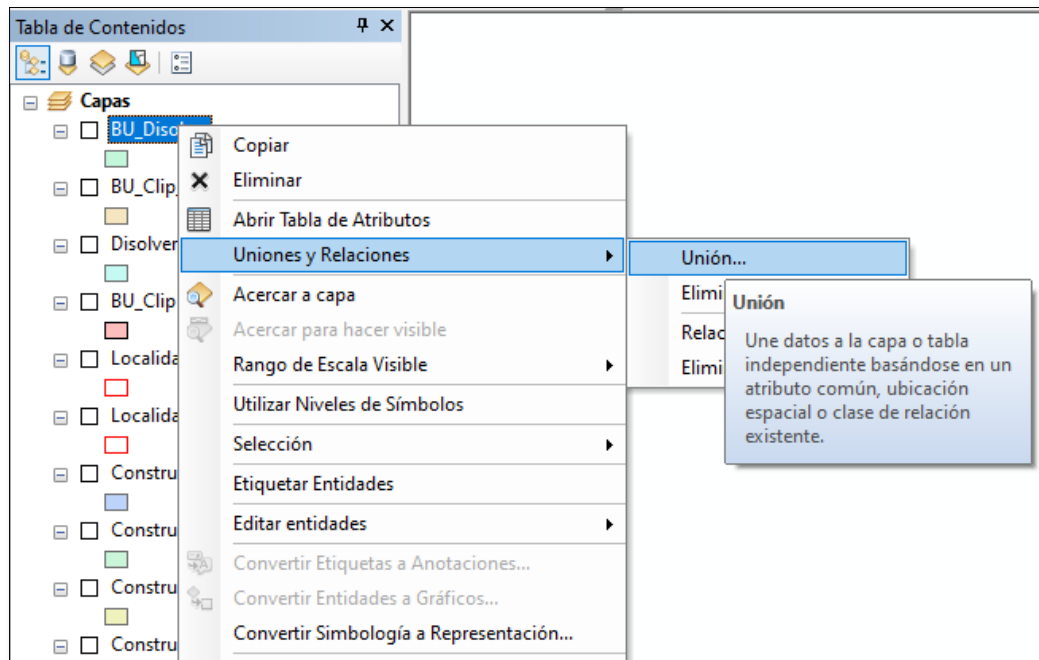 Tabla de Contenidos
Capas
BU_Diso
BU_Clip_
Disolver
BU_Clip
Localida
Localida
Constru
Constru
Constru
Constru
Copiar
Eliminar
Abrir Tabla de Atributos
Uniones y Relaciones
Acercar a capa
Acercar para hacer visible
Rango de Escala Visible
Utilizar Niveles de Símbolos
Selección
Etiquetar Entidades
Editar entidades
Convertir Etiquetas a Anotaciones...
Convertir Entidades a Gráficos...
Convertir Simbología a Representación...
Unión...
Elimi
Relac
Elimi
Unión
Une datos a la capa o tabla
independiente basándose en un
atributo común, ubicación
espacial o clase de relación
existente.